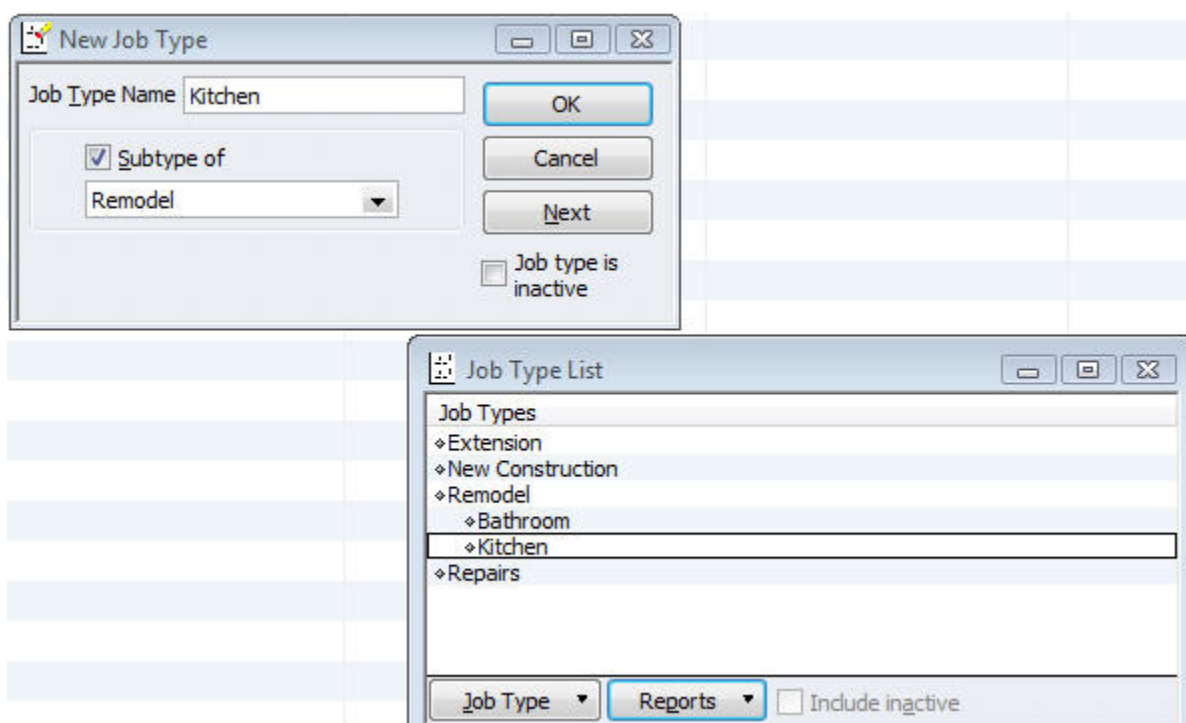 New Job Type
Job Type Name Kitchen
OK
Subtype of
Cancel
Remodel
Next
Job type is
inactive
Job Type List
Job Types
Extension
New Construction
Remodel
Bathroom
Kitchen
Repairs
Job Type
Reports
Include inactive